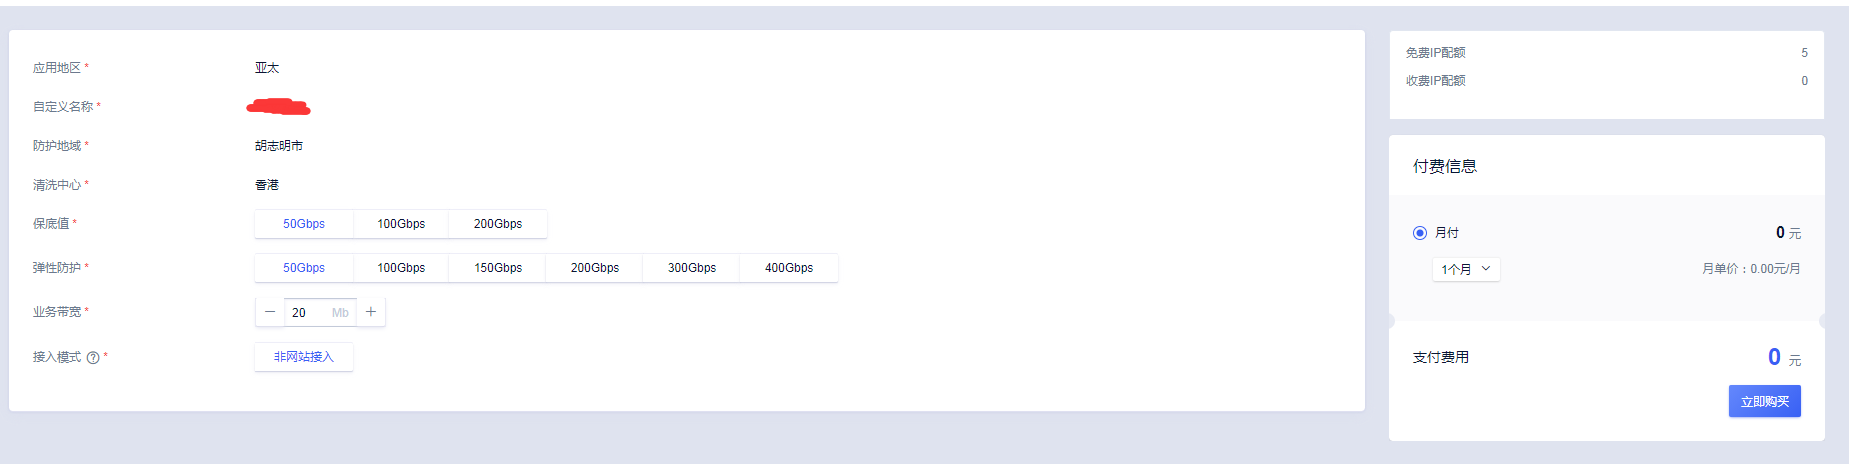 应用地区 * 亚太
自定义名称 *
防护地域 * 胡志明市
清洗中心 * 香港
保底值 * 50Gbps 100Gbps 200Gbps
弹性防护 * 50Gbps 100Gbps 150Gbps 200Gbps 300Gbps 400Gbps
业务带宽 * − 20 Mb +
接入模式 ? * 非网站接入
免费IP配额 5
收费IP配额 0
付费信息
月付 0 元
1个月 月单价：0.00元/月
支付费用 0 元
立即购买